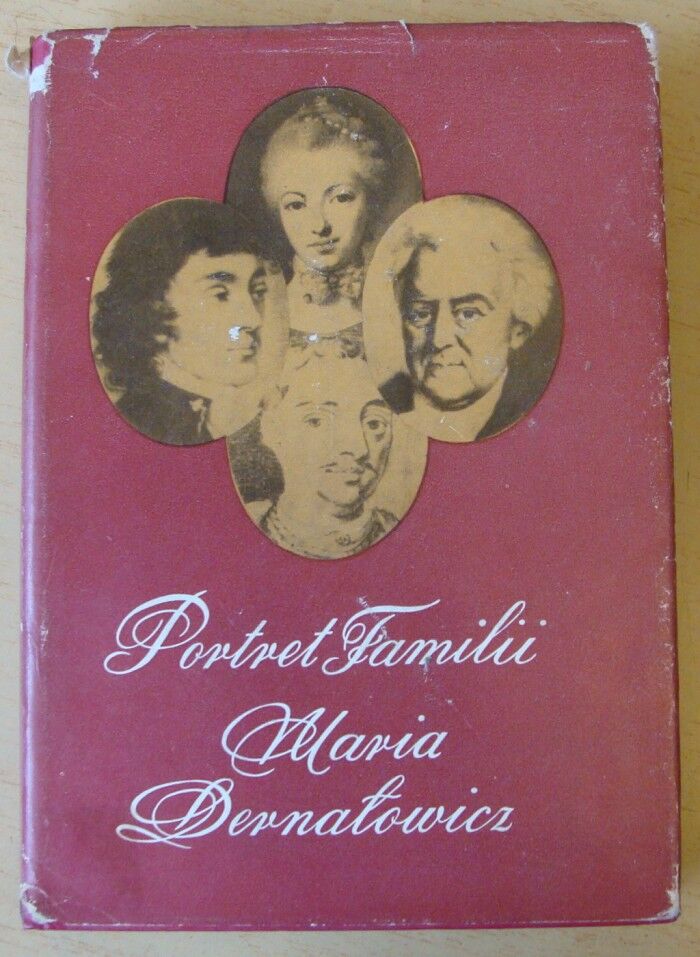 Portret Familii
Maria
Dernałowicz